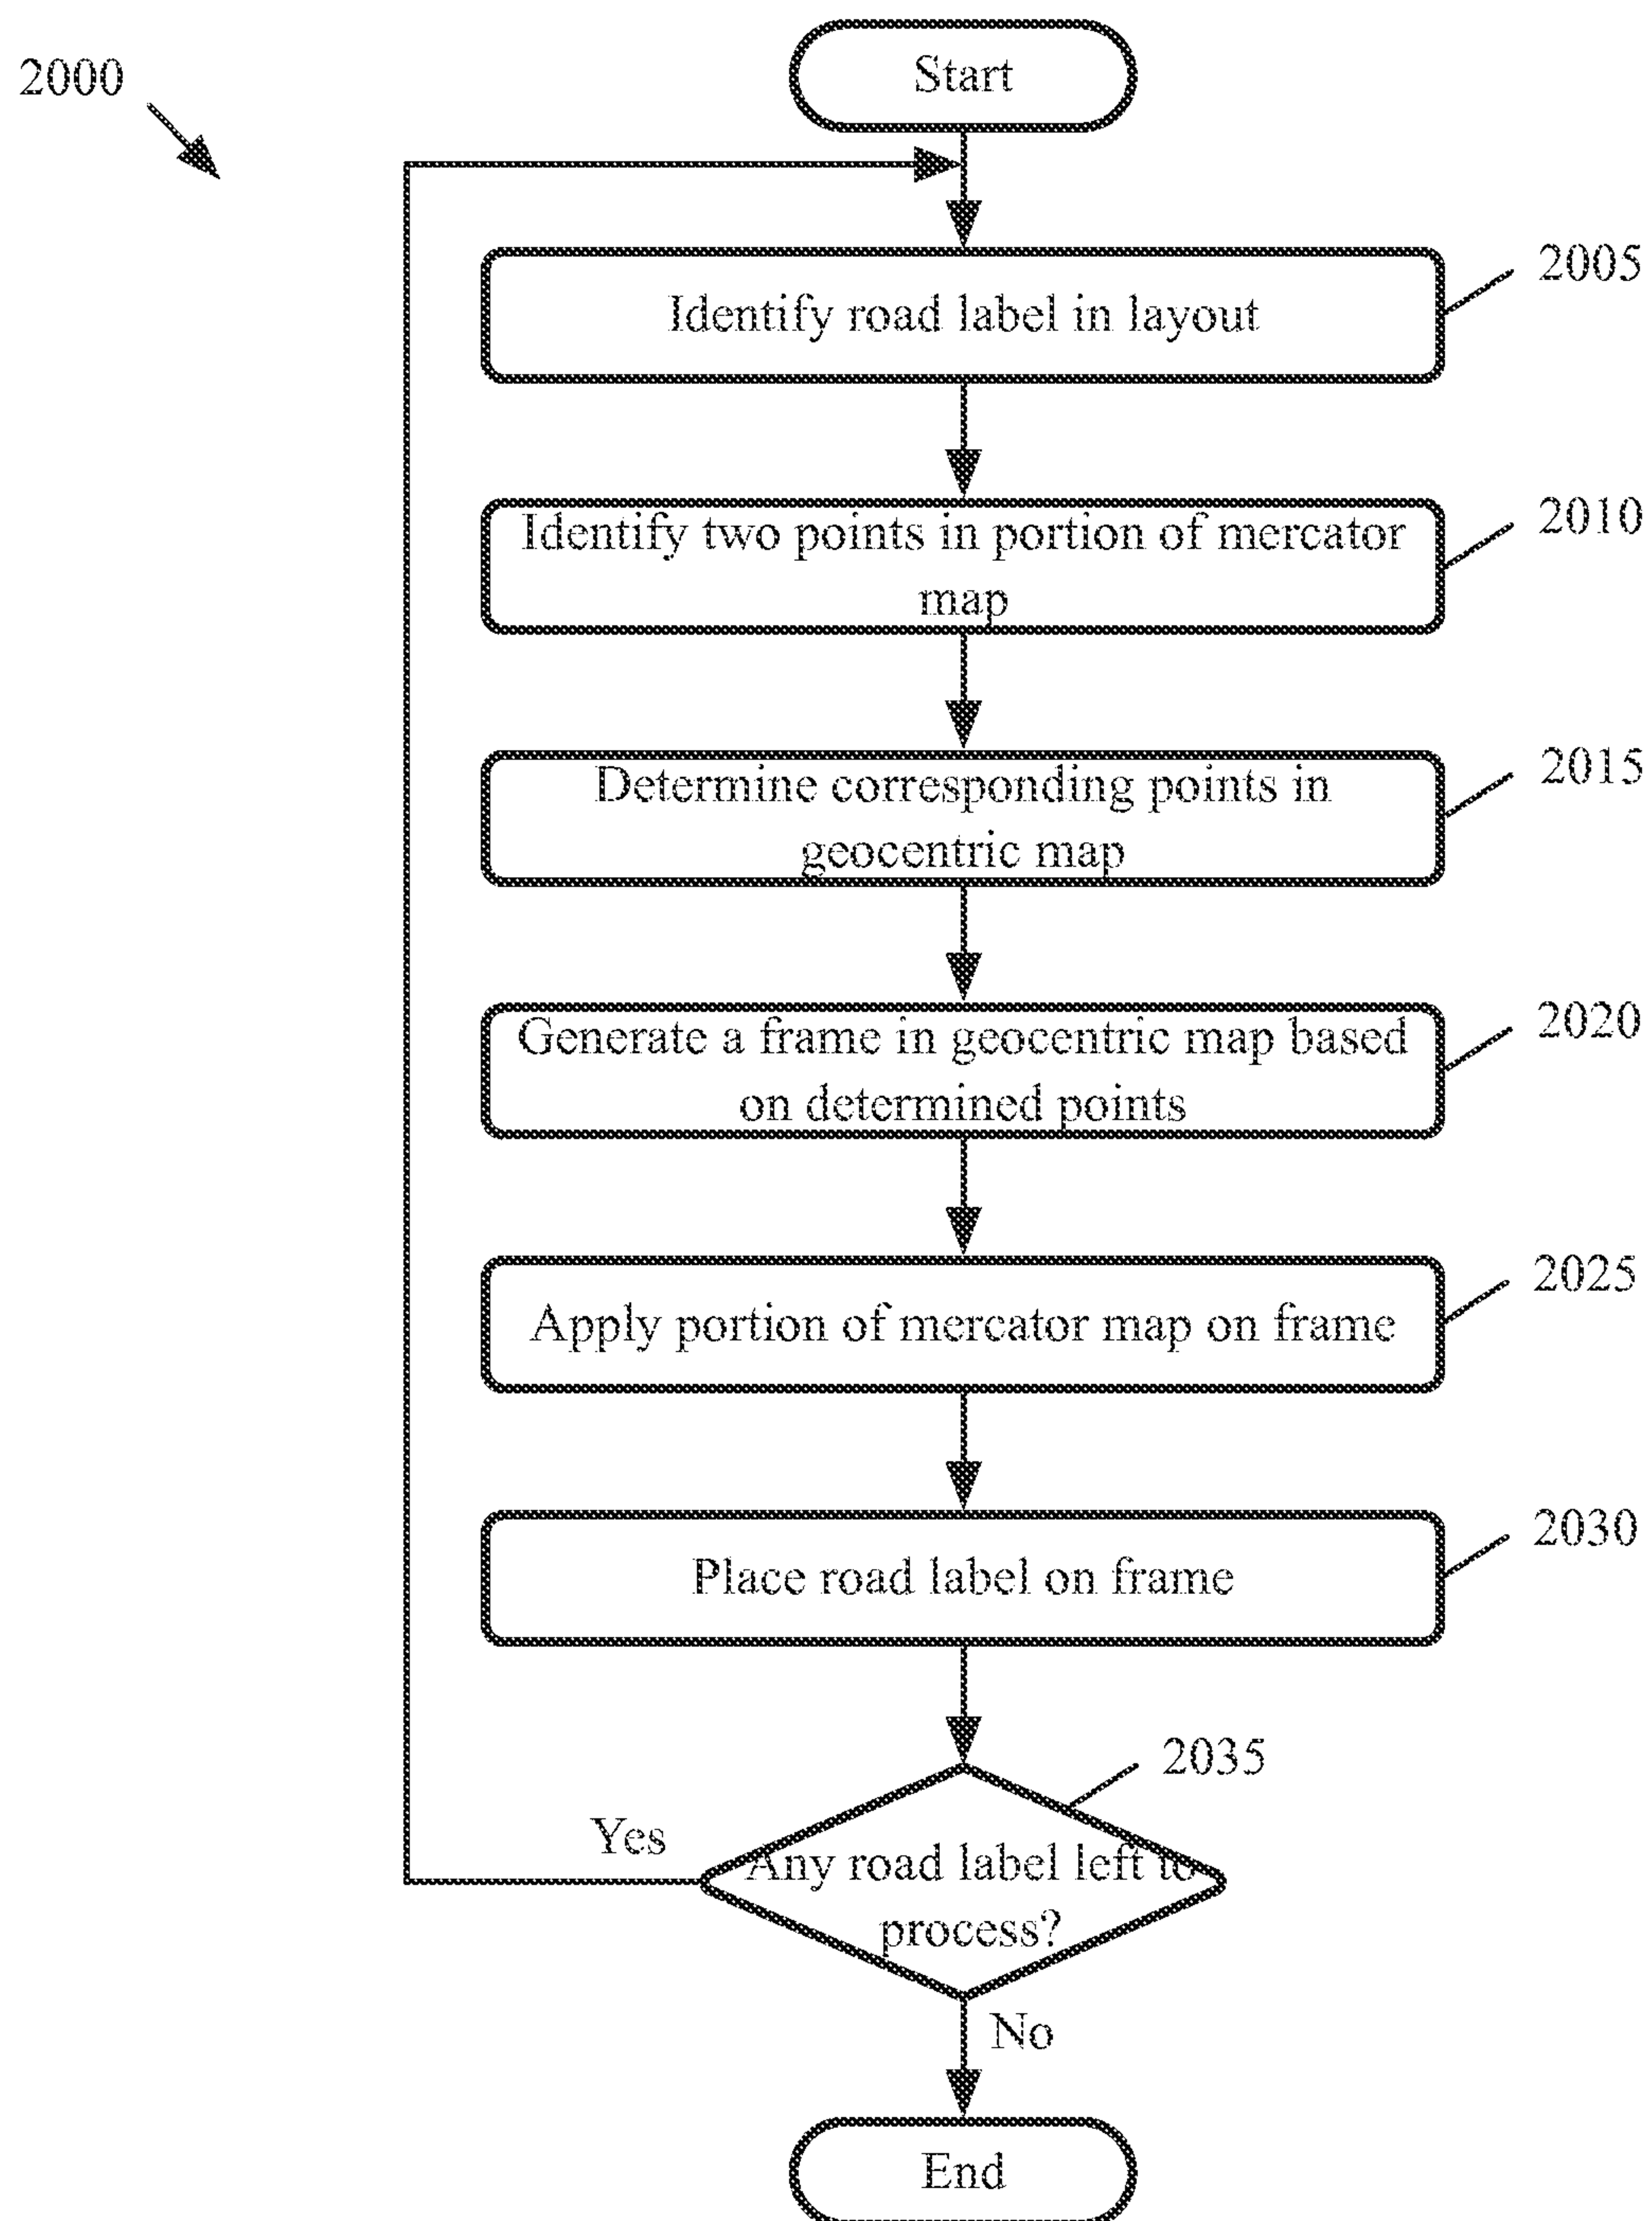 2000
Start
Identify road label in layout
2005
Identify two points in portion of mercator
map
2010
Determine corresponding points in
geocentric map
2015
Generate a frame in geocentric map based
on determined points
2020
Apply portion of mercator map on frame
2025
Place road label on frame
2030
2035
Any road label left to
process?
Yes
No
End